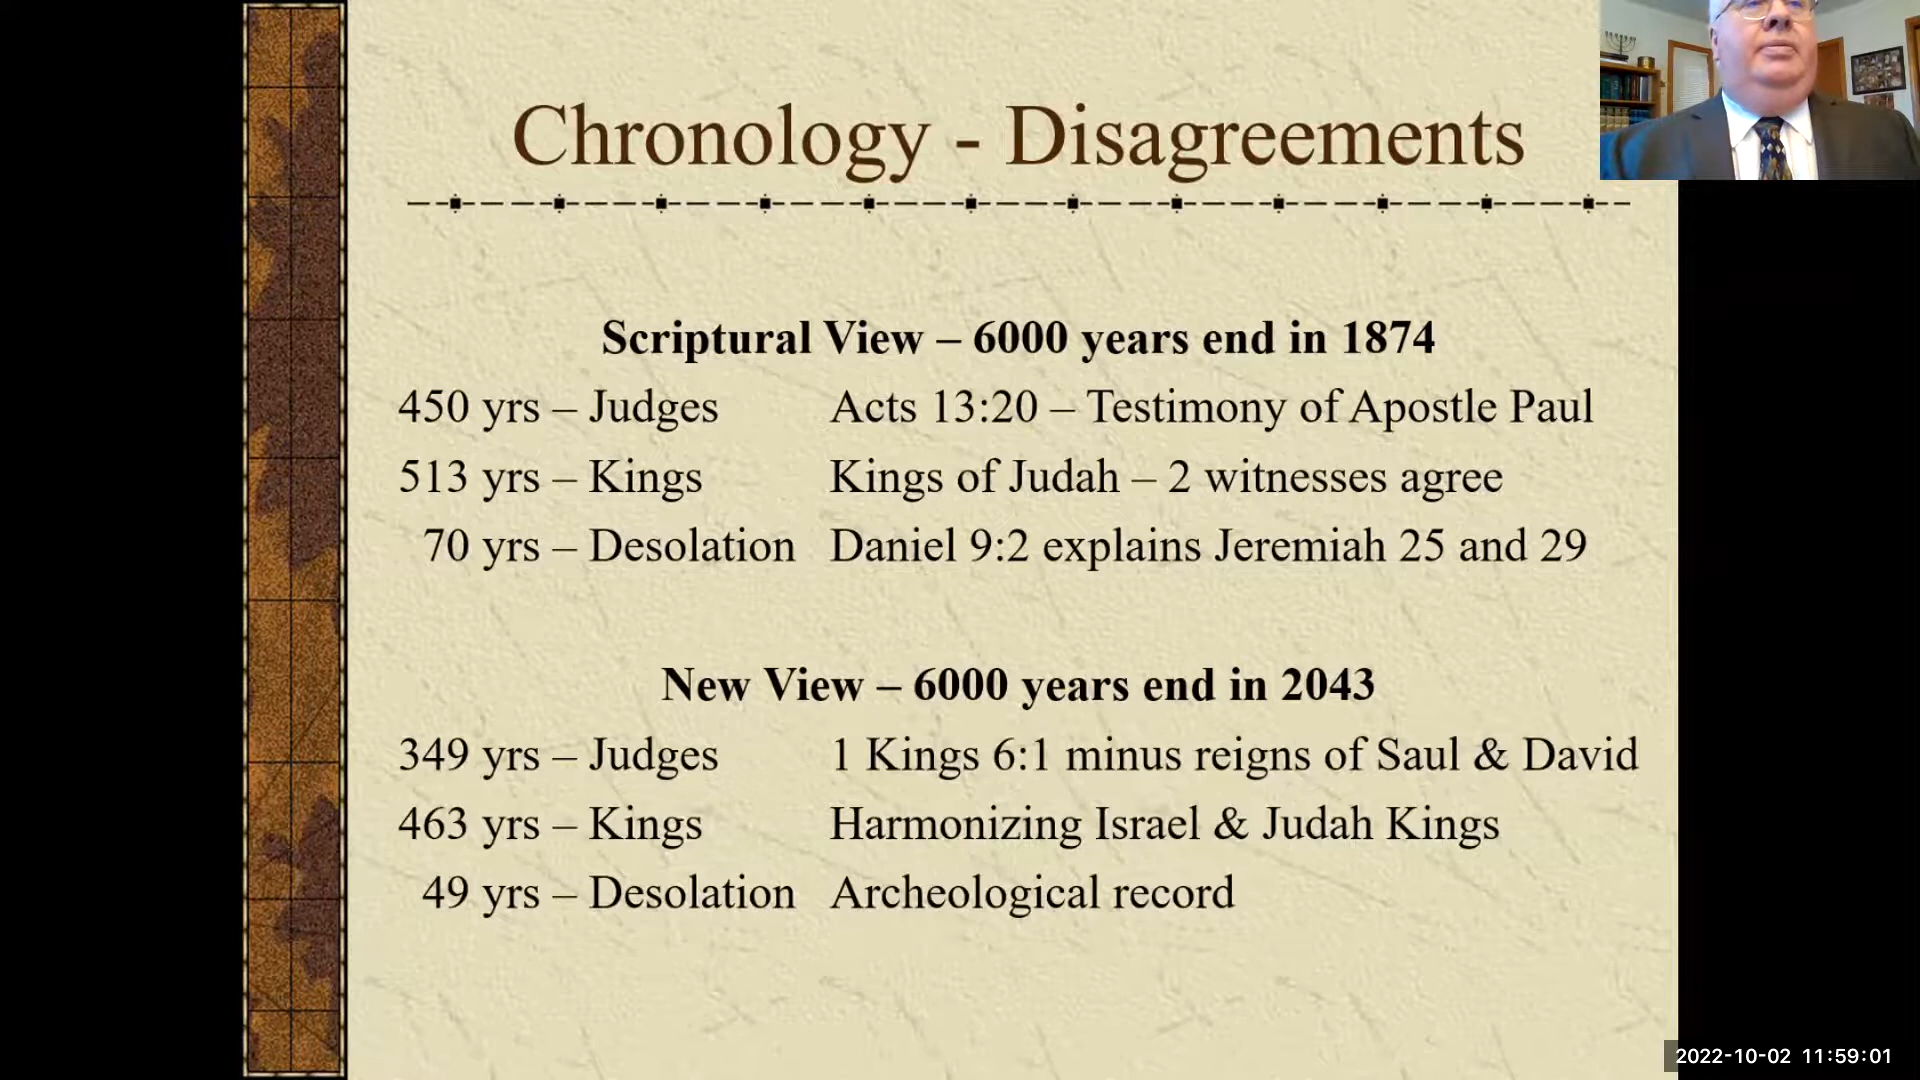 Chronology - Disagreements
Scriptural View – 6000 years end in 1874
450 yrs – Judges Acts 13:20 – Testimony of Apostle Paul
513 yrs – Kings Kings of Judah – 2 witnesses agree
70 yrs – Desolation Daniel 9:2 explains Jeremiah 25 and 29
New View – 6000 years end in 2043
349 yrs – Judges 1 Kings 6:1 minus reigns of Saul & David
463 yrs – Kings Harmonizing Israel & Judah Kings
49 yrs – Desolation Archeological record
2022-10-02 11:59:01